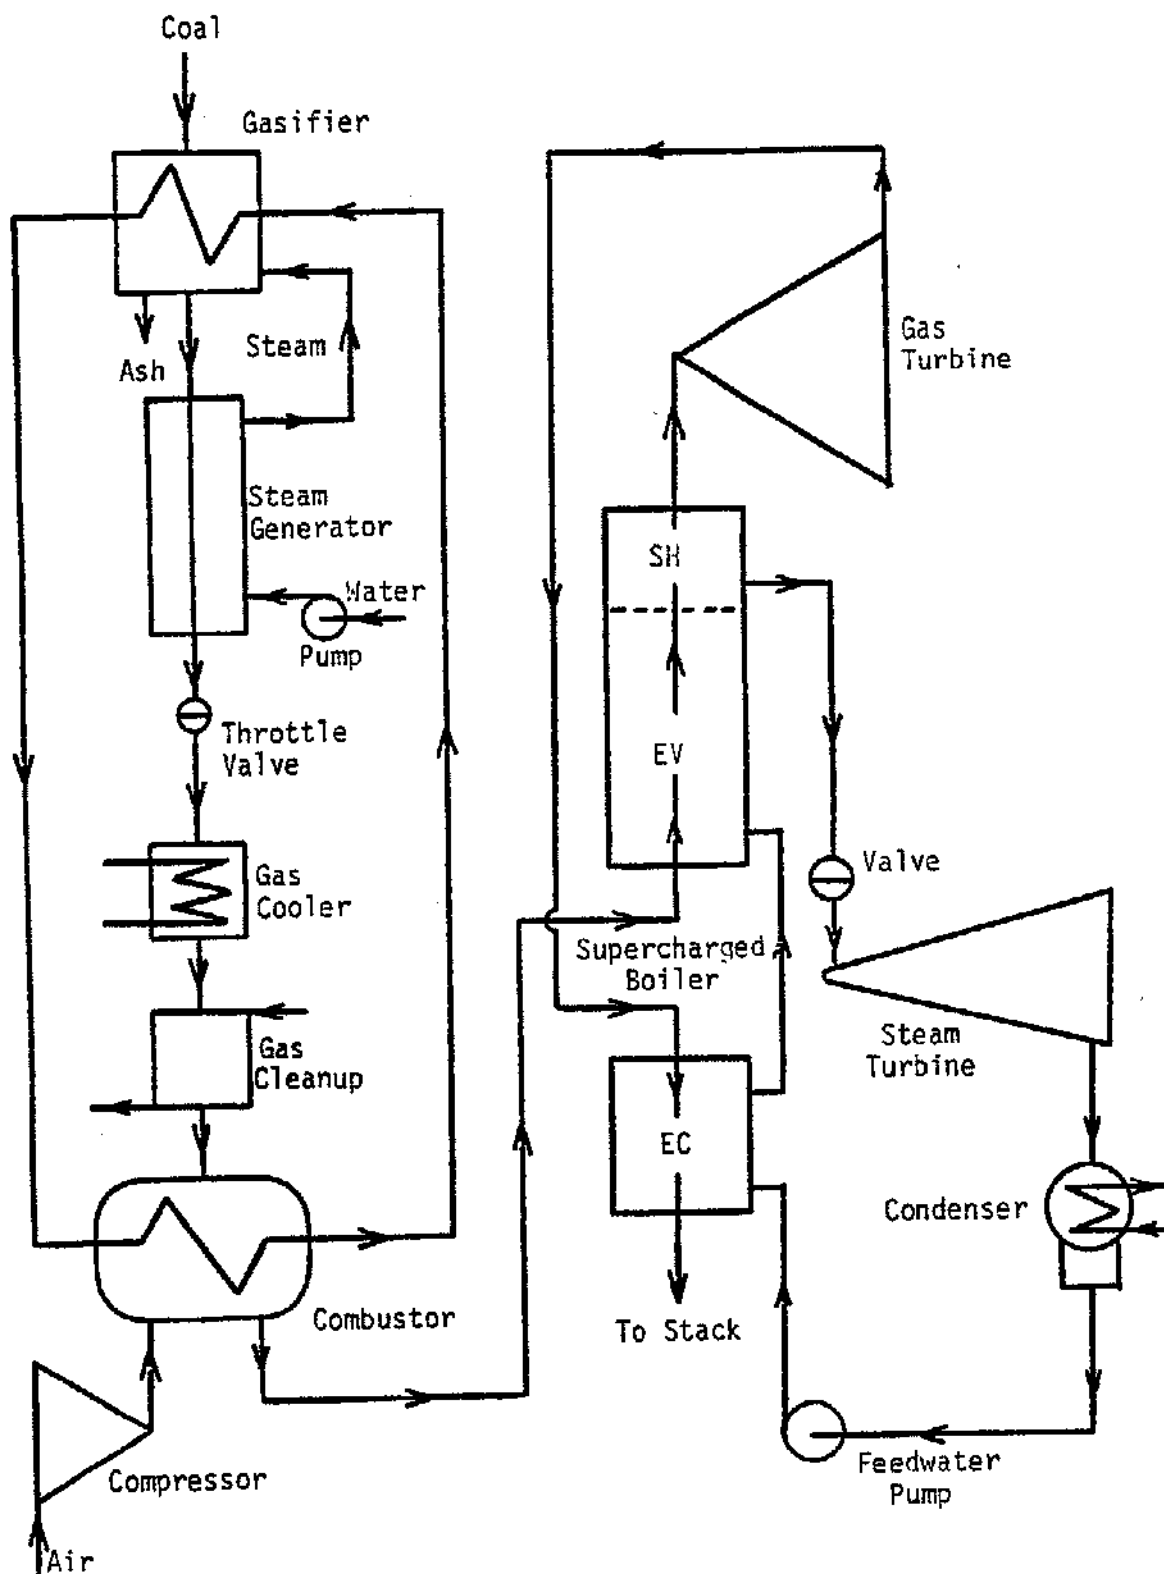 Coal
Gasifier
Ash
Steam
Steam
Generator
Water
Pump
Throttle
Valve
Gas
Cooler
Gas
Cleanup
Combustor
Compressor
Air
Gas
Turbine
SH
EV
Supercharged
Boiler
Valve
Steam
Turbine
EC
To Stack
Condenser
Feedwater
Pump